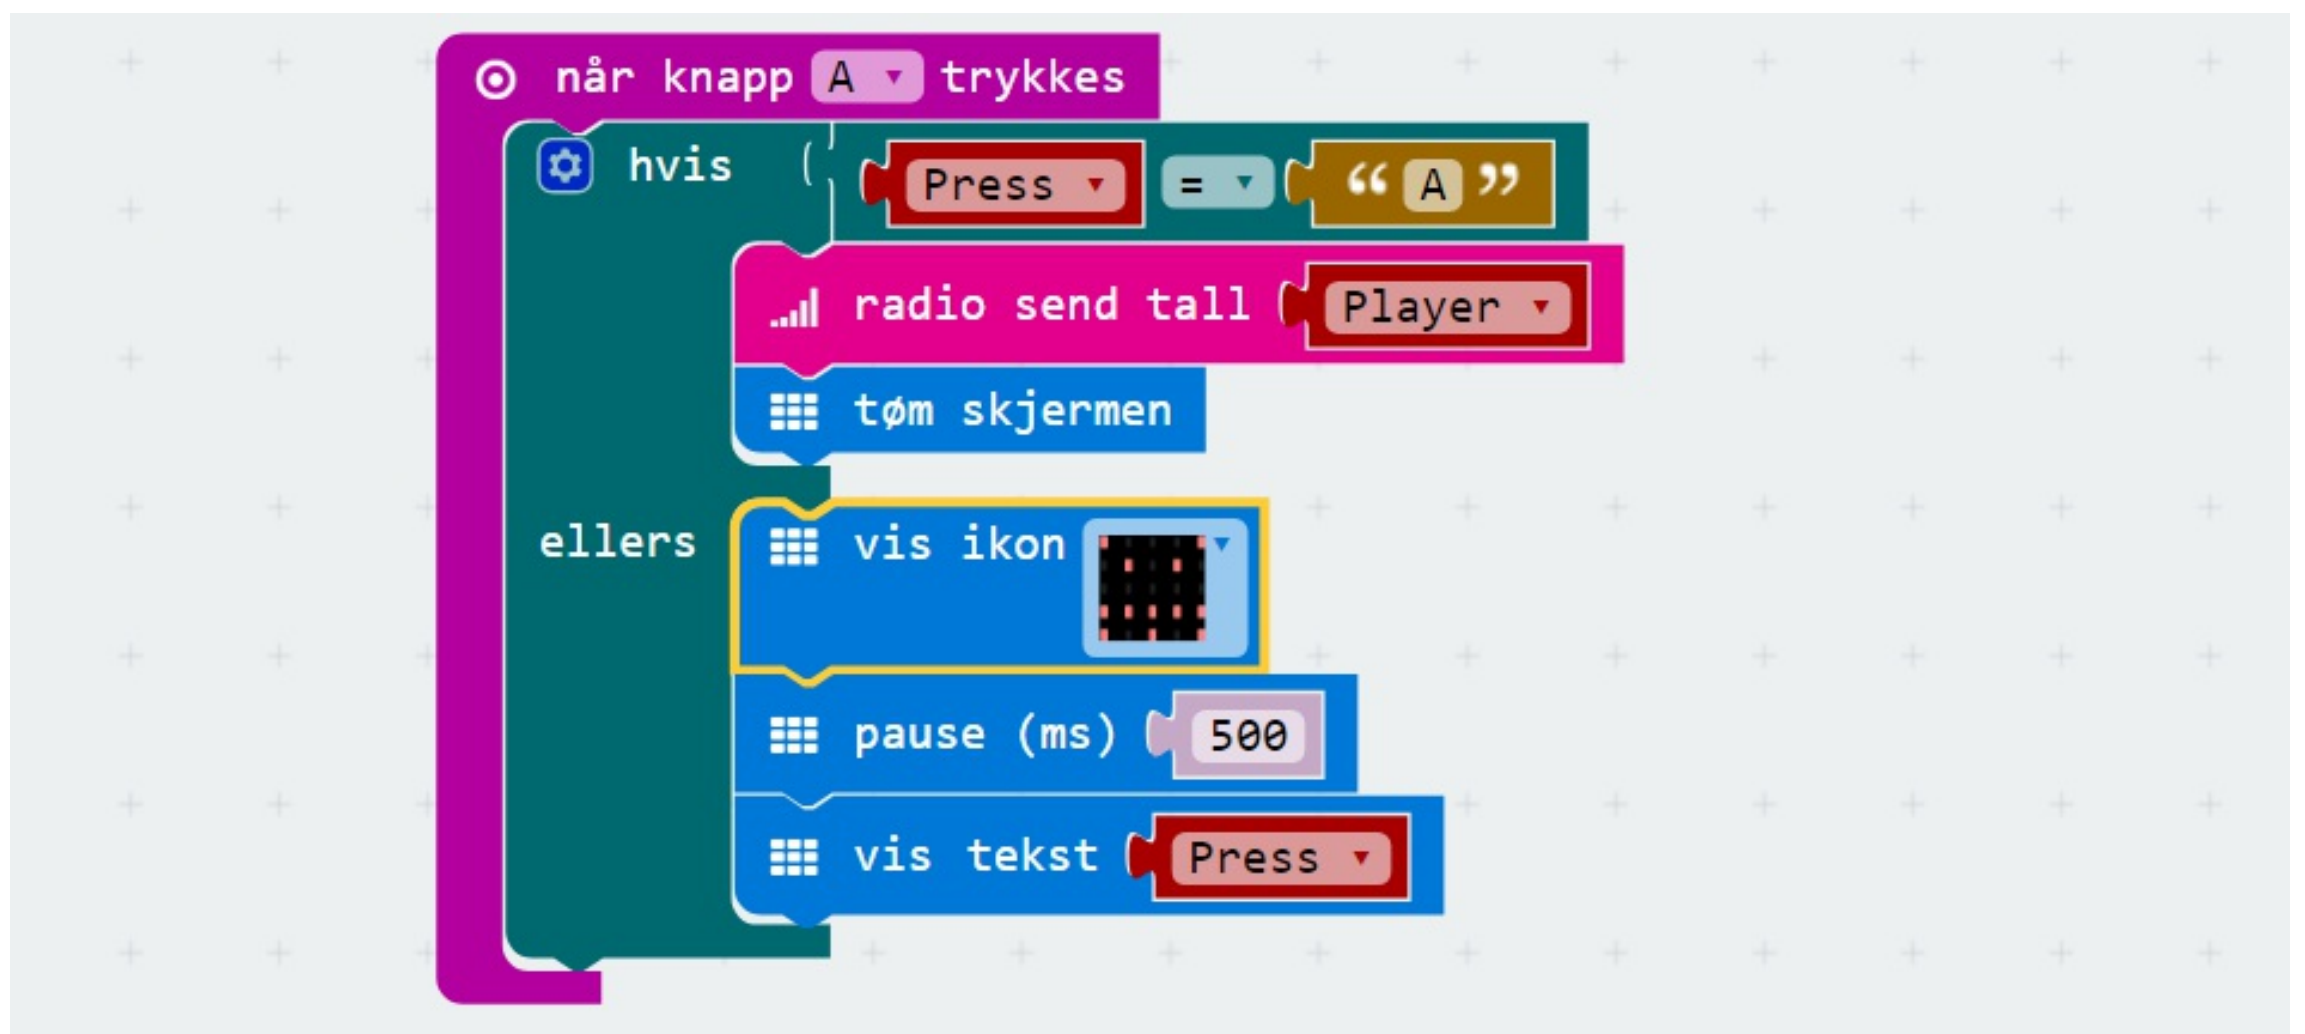 når knapp A trykkes
hvis Press = “ A ”
radio send tall Player
tøm skjermen
ellers vis ikon
pause (ms) 500
vis tekst Press